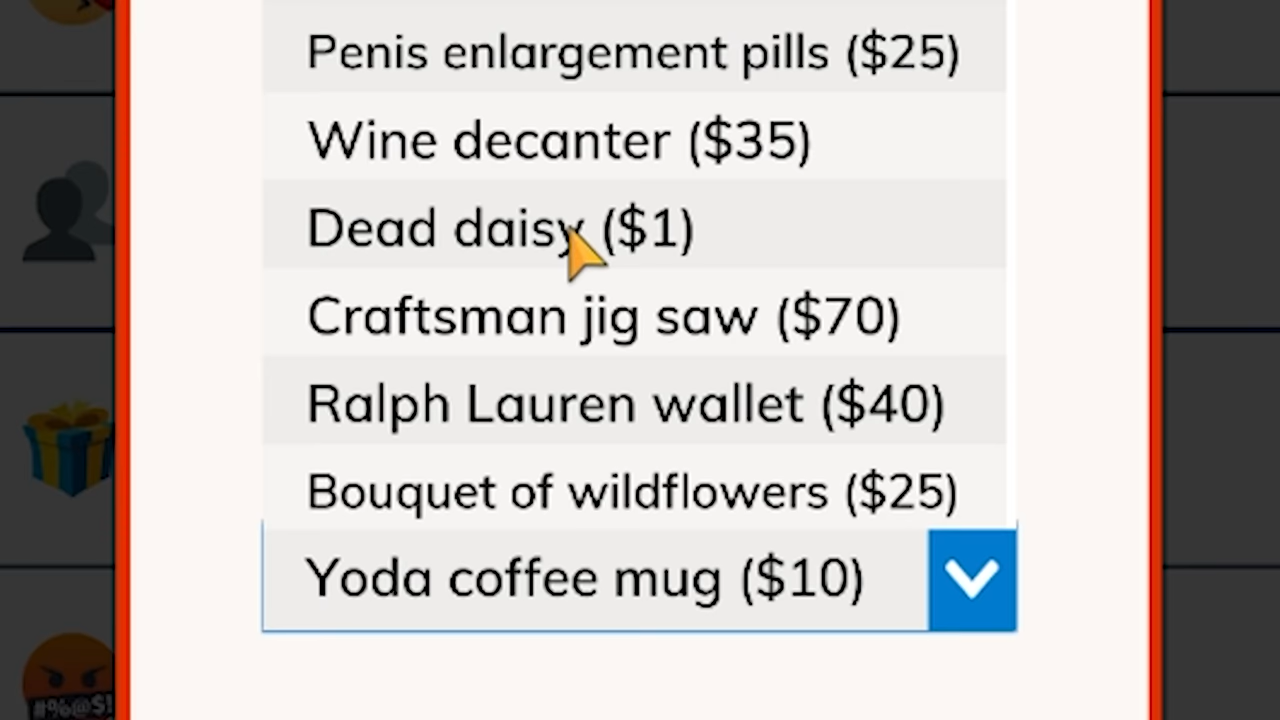 Penis enlargement pills ($25)
Wine decanter ($35)
Dead daisy ($1)
Craftsman jig saw ($70)
Ralph Lauren wallet ($40)
Bouquet of wildflowers ($25)
Yoda coffee mug ($10)
#%@$!